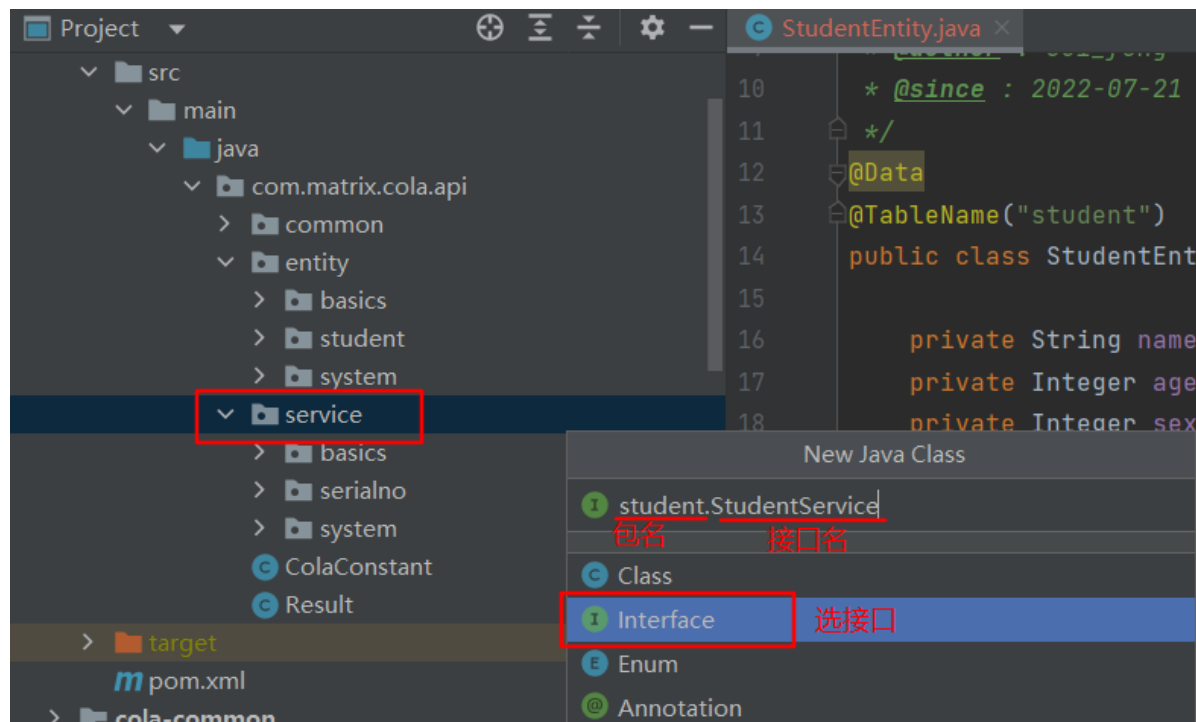 Project
StudentEntity.java
src
main
java
com.matrix.cola.api
common
entity
basics
student
system
service
basics
serialno
system
ColaConstant
Result
target
pom.xml
cola-common
10 * @since : 2022-07-21
11 */
12 @Data
13 @TableName("student")
14 public class StudentEnt
15
16 private String name
17 private Integer age
18 private Integer sex
New Java Class
student.StudentService
包名 接口名
Class
Interface 选接口
Enum
Annotation